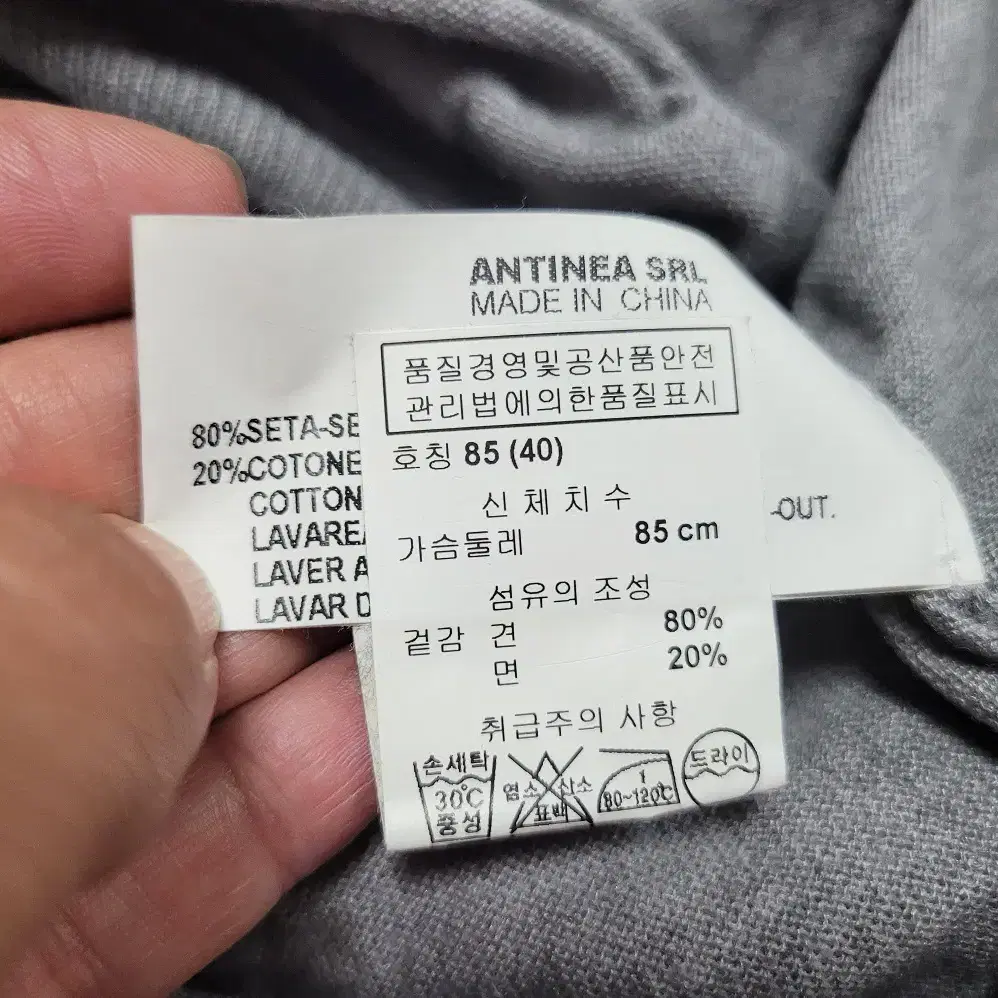 ANTINEA SRL
MADE IN CHINA
품질경영및공산품안전
관리법에의한품질표시
80%SETA-SE
20%COTONE
COTTON
LAVARE
LAVER A
LAVAR D
-OUT.
호칭 85 (40)
신체치수
가슴둘레 85 cm
섬유의 조성
겉감 견 80%
면 20%
취급주의 사항
손세탁
30℃
중성
염소 산소
표백
1
80~120℃
드라이